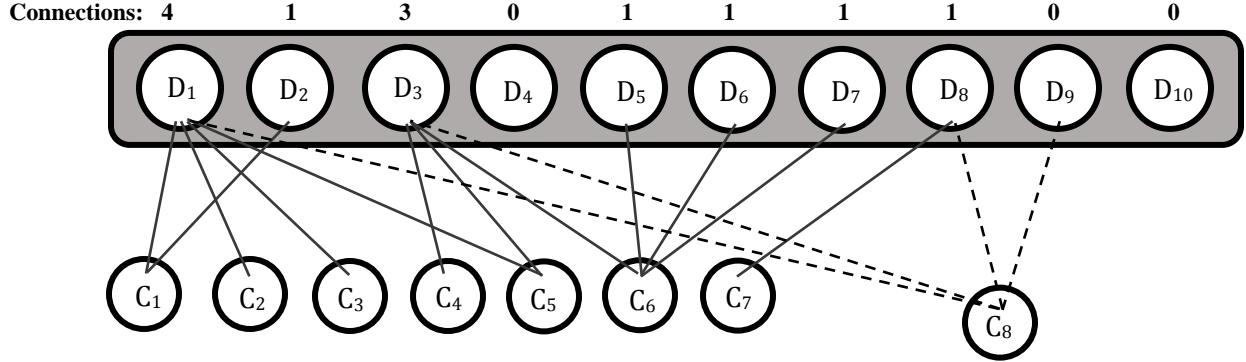 Connections: 4 1 3 0 1 1 1 1 0 0
D₁ D₂ D₃ D₄ D₅ D₆ D₇ D₈ D₉ D₁₀
C₁ C₂ C₃ C₄ C₅ C₆ C₇ C₈